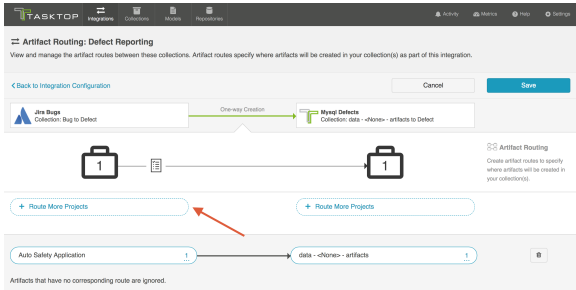 TASKTOP
Integrations
Collections
Models
Repositories
Activity
Metrics
Help
Settings
Artifact Routing: Defect Reporting
View and manage the artifact routes between these collections. Artifact routes specify where artifacts will be created in your collection(s) as part of this integration.
Back to Integration Configuration
Cancel
Save
Jira Bugs
Collection: Bug to Defect
One-way Creation
Mysql Defects
Collection: data - <None> - artifacts to Defect
1
1
Artifact Routing
Create artifact routes to specify
where artifacts will be created in
your collection(s).
+ Route More Projects
+ Route More Projects
Auto Safety Application 1
data - <None> - artifacts 1
Artifacts that have no corresponding route are ignored.